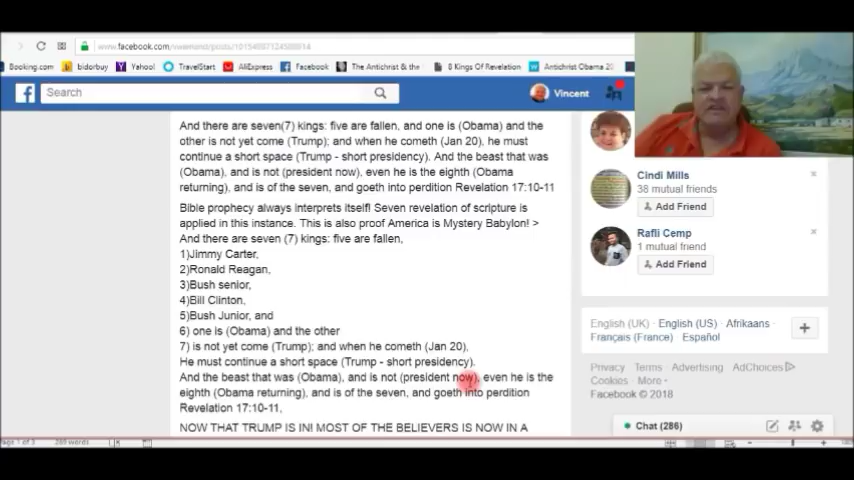 www.facebook.com/
Booking.com bidorbuy Yahoo! TravelStart AliExpress Facebook The Antichrist & the 8 Kings Of Revelation Antichrist Obama 20
Search
Vincent
And there are seven(7) kings: five are fallen, and one is (Obama) and the
other is not yet come (Trump); and when he cometh (Jan 20), he must
continue a short space (Trump - short presidency). And the beast that was
(Obama), and is not (president now), even he is the eighth (Obama
returning), and is of the seven, and goeth into perdition Revelation 17:10-11
Bible prophecy always interprets itself! Seven revelation of scripture is
applied in this instance. This is also proof America is Mystery Babylon! >
And there are seven (7) kings: five are fallen,
1)Jimmy Carter,
2)Ronald Reagan,
3)Bush senior,
4)Bill Clinton,
5)Bush Junior, and
6) one is (Obama) and the other
7) is not yet come (Trump); and when he cometh (Jan 20),
He must continue a short space (Trump - short presidency).
And the beast that was (Obama), and is not (president now), even he is the
eighth (Obama returning), and is of the seven, and goeth into perdition
Revelation 17:10-11,
NOW THAT TRUMP IS IN! MOST OF THE BELIEVERS IS NOW IN A
Cindi Mills
38 mutual friends
Add Friend
Rafli Cemp
1 mutual friend
Add Friend
English (UK) · English (US) · Afrikaans ·
Français (France) · Español
Privacy · Terms · Advertising · AdChoices
Cookies · More ·
Facebook © 2018
Chat (286)
Page 1 of 3 289 words